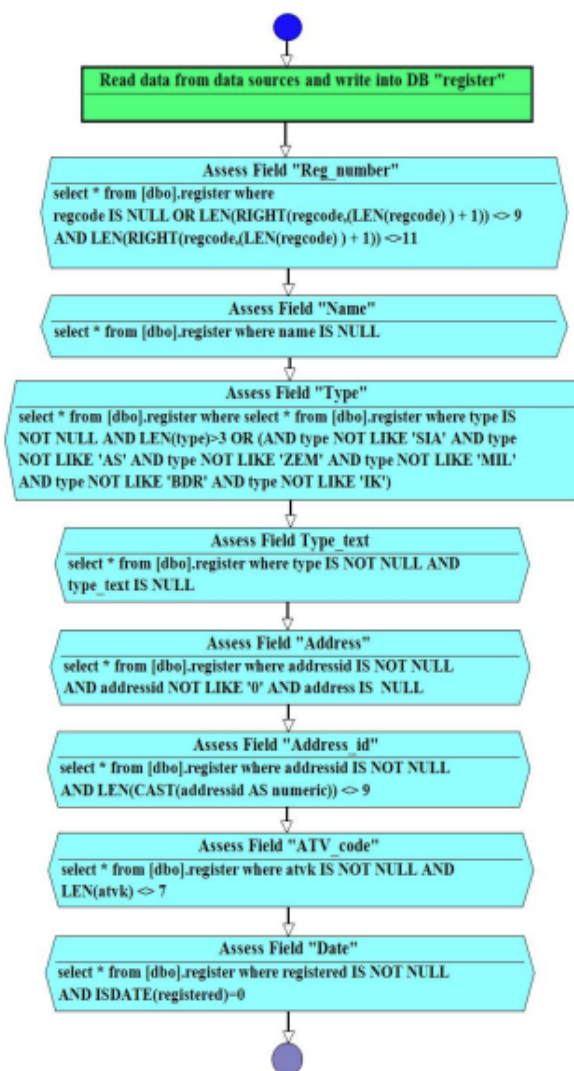 Read data from data sources and write into DB "register"
Assess Field "Reg_number"
select * from [dbo].register where
regcode IS NULL OR LEN(RIGHT(regcode,(LEN(regcode) ) + 1)) <> 9
AND LEN(RIGHT(regcode,(LEN(regcode) ) + 1)) <>11
Assess Field "Name"
select * from [dbo].register where name IS NULL
Assess Field "Type"
select * from [dbo].register where select * from [dbo].register where type IS
NOT NULL AND LEN(type)>3 OR (AND type NOT LIKE 'SIA' AND type
NOT LIKE 'AS' AND type NOT LIKE 'ZEM' AND type NOT LIKE 'MIL'
AND type NOT LIKE 'BDR' AND type NOT LIKE 'IK')
Assess Field Type_text
select * from [dbo].register where type IS NOT NULL AND
type_text IS NULL
Assess Field "Address"
select * from [dbo].register where addressid IS NOT NULL
AND addressid NOT LIKE '0' AND address IS NULL
Assess Field "Address_id"
select * from [dbo].register where addressid IS NOT NULL
AND LEN(CAST(addressid AS numeric)) <> 9
Assess Field "ATV_code"
select * from [dbo].register where atvk IS NOT NULL AND
LEN(atvk) <> 7
Assess Field "Date"
select * from [dbo].register where registered IS NOT NULL
AND ISDATE(registered)=0